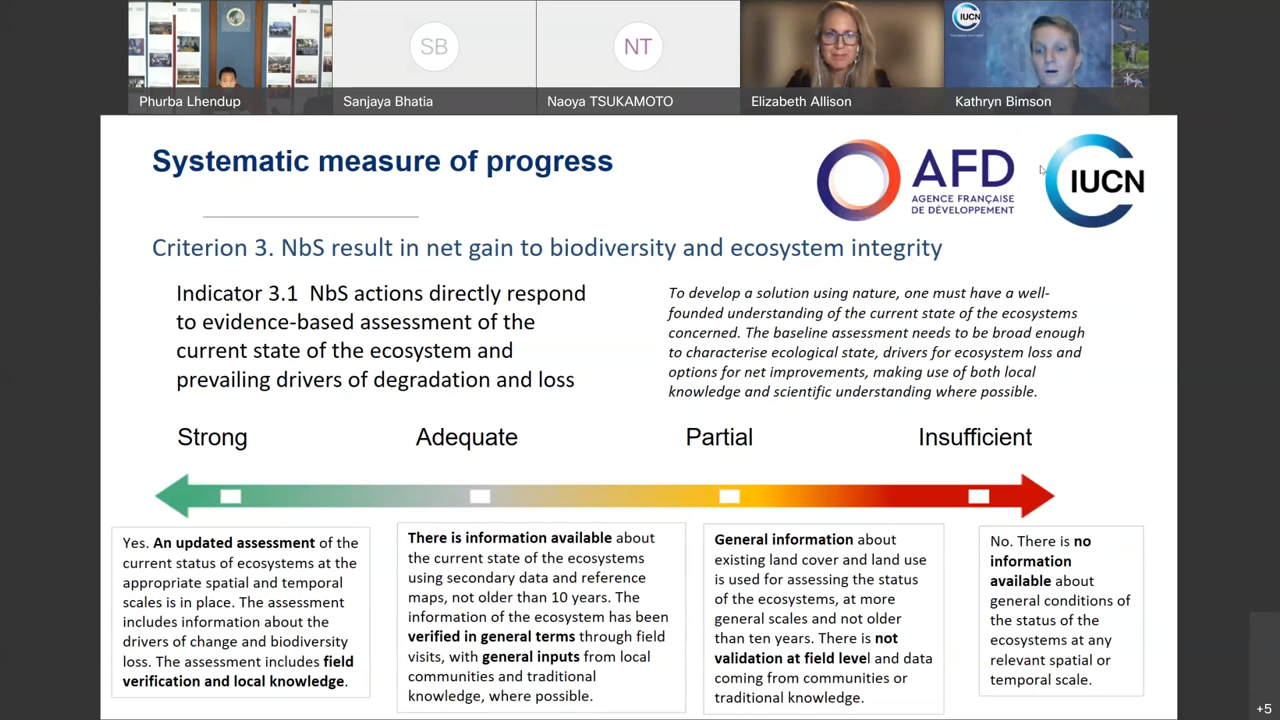 SB
NT
IUCN
Phurba Lhendup
Sanjaya Bhatia
Naoya TSUKAMOTO
Elizabeth Allison
Kathryn Bimson
Systematic measure of progress
AFD
AGENCE FRANÇAISE
DE DÉVELOPPEMENT
IUCN
Criterion 3. NbS result in net gain to biodiversity and ecosystem integrity
Indicator 3.1 NbS actions directly respond
to evidence-based assessment of the
current state of the ecosystem and
prevailing drivers of degradation and loss
To develop a solution using nature, one must have a well-
founded understanding of the current state of the ecosystems
concerned. The baseline assessment needs to be broad enough
to characterise ecological state, drivers for ecosystem loss and
options for net improvements, making use of both local
knowledge and scientific understanding where possible.
Strong
Adequate
Partial
Insufficient
Yes. An updated assessment of the
current status of ecosystems at the
appropriate spatial and temporal
scales is in place. The assessment
includes information about the
drivers of change and biodiversity
loss. The assessment includes field
verification and local knowledge.
There is information available about
the current state of the ecosystems
using secondary data and reference
maps, not older than 10 years. The
information of the ecosystem has been
verified in general terms through field
visits, with general inputs from local
communities and traditional
knowledge, where possible.
General information about
existing land cover and land use
is used for assessing the status
of the ecosystems, at more
general scales and not older
than ten years. There is not
validation at field level and data
coming from communities or
traditional knowledge.
No. There is no
information
available about
general conditions of
the status of the
ecosystems at any
relevant spatial or
temporal scale.
+5